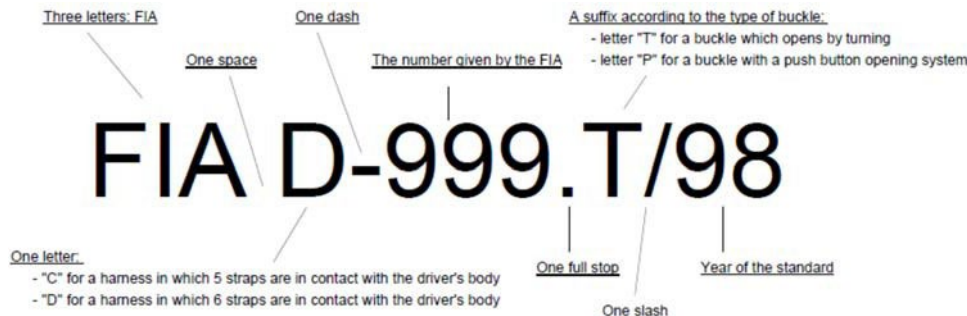 Three letters: FIA
One dash
A suffix according to the type of buckle:
- letter "T" for a buckle which opens by turning
- letter "P" for a buckle with a push button opening system
One space
The number given by the FIA
FIA D-999.T/98
One letter:
- "C" for a harness in which 5 straps are in contact with the driver's body
- "D" for a harness in which 6 straps are in contact with the driver's body
One full stop
One slash
Year of the standard